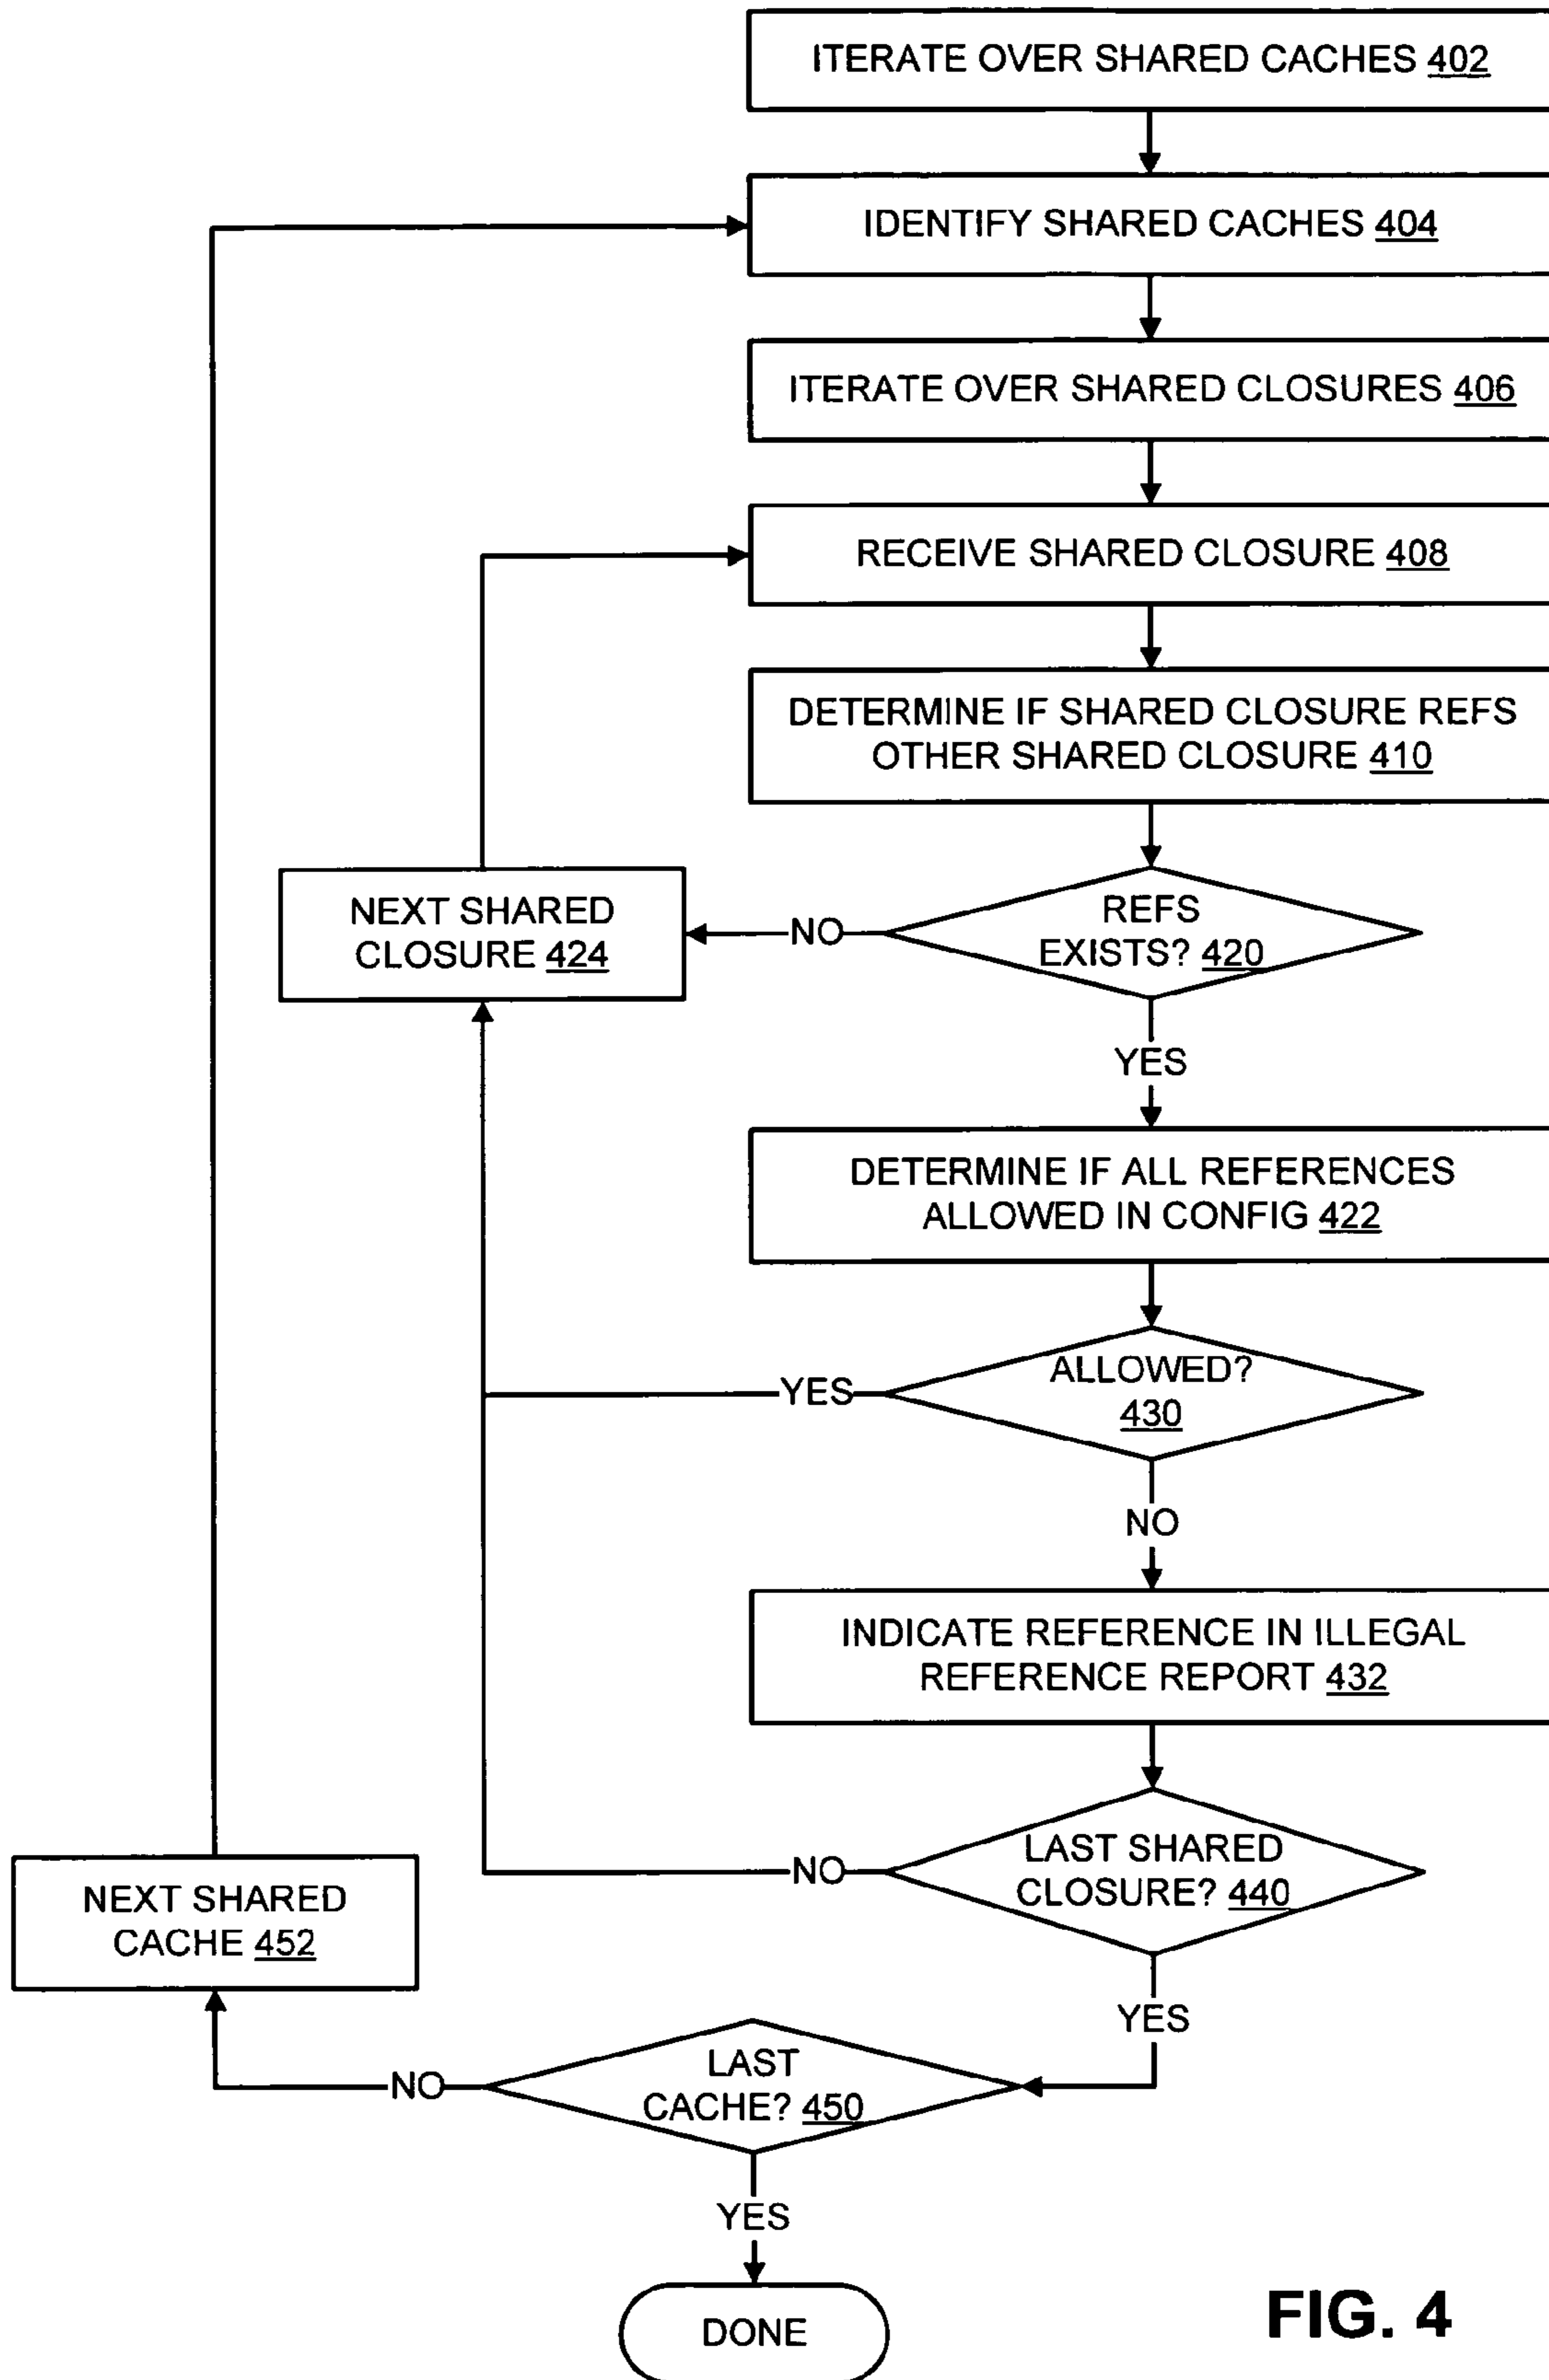 ITERATE OVER SHARED CACHES 402
IDENTIFY SHARED CACHES 404
ITERATE OVER SHARED CLOSURES 406
RECEIVE SHARED CLOSURE 408
DETERMINE IF SHARED CLOSURE REFS
OTHER SHARED CLOSURE 410
NEXT SHARED
CLOSURE 424
NO
REFS
EXISTS? 420
YES
DETERMINE IF ALL REFERENCES
ALLOWED IN CONFIG 422
YES
ALLOWED?
430
NO
INDICATE REFERENCE IN ILLEGAL
REFERENCE REPORT 432
NO
LAST SHARED
CLOSURE? 440
NEXT SHARED
CACHE 452
YES
NO
LAST
CACHE? 450
YES
DONE
FIG. 4